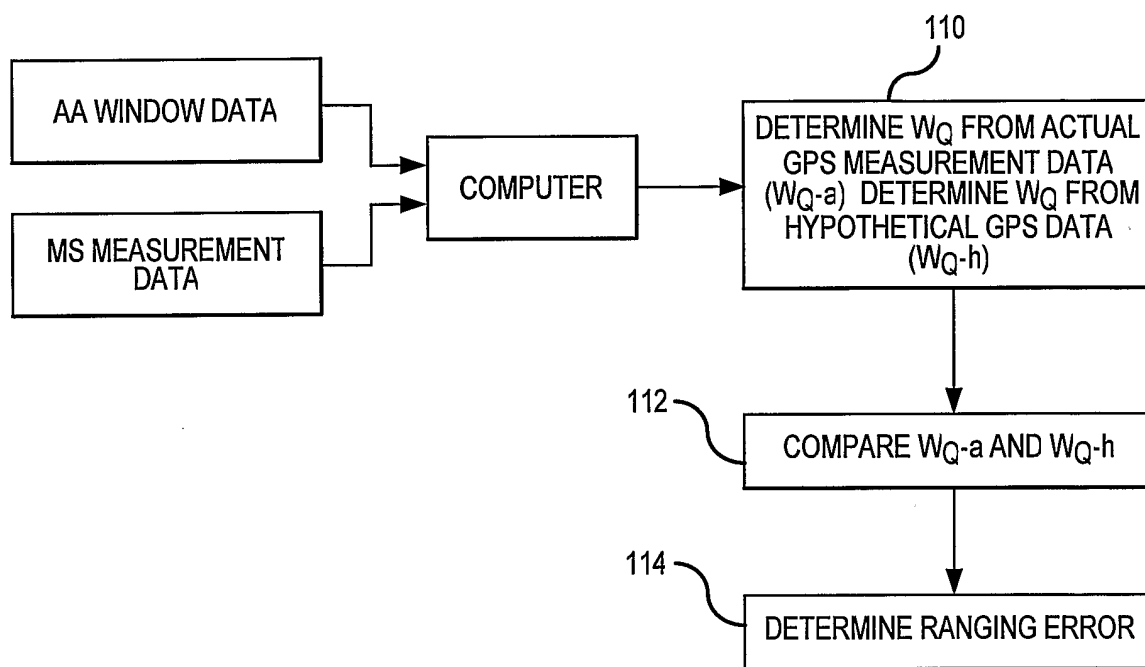 110
AA WINDOW DATA
MS MEASUREMENT
DATA
COMPUTER
DETERMINE WQ FROM ACTUAL
GPS MEASUREMENT DATA
(WQ-a) DETERMINE WQ FROM
HYPOTHETICAL GPS DATA
(WQ-h)
112
COMPARE WQ-a AND WQ-h
114
DETERMINE RANGING ERROR